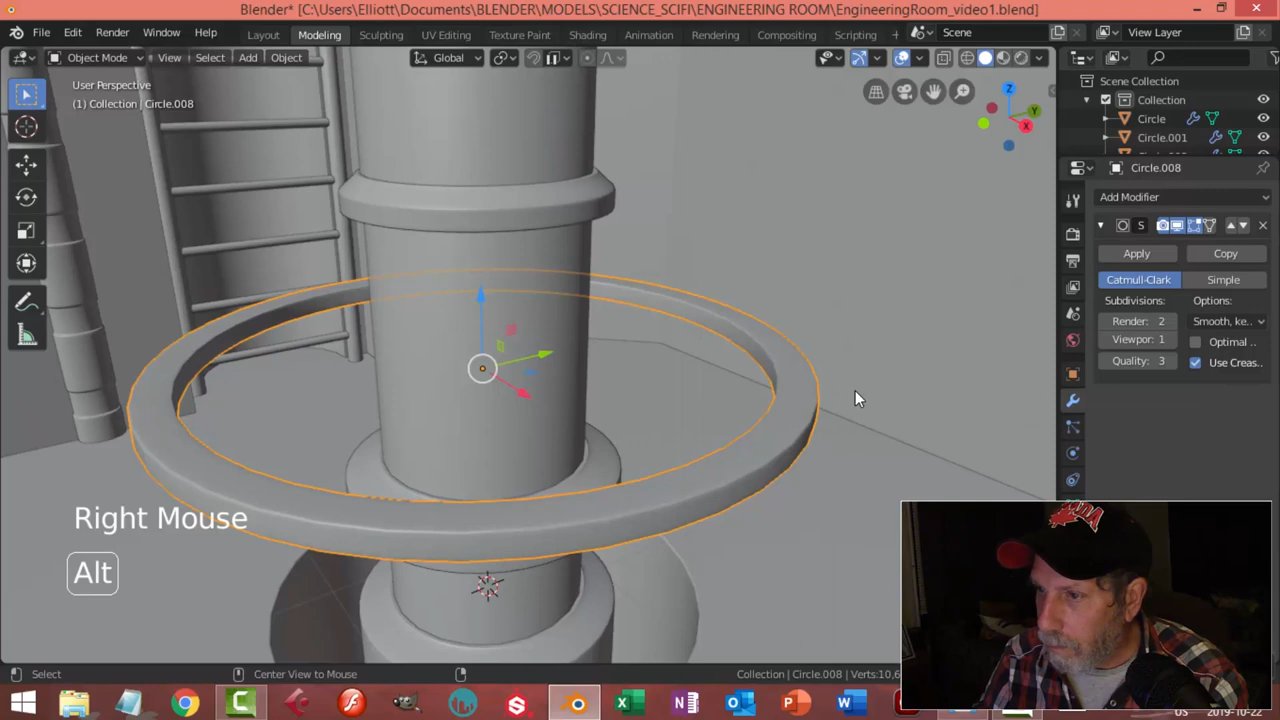 Blender* [C:\Users\Elliott\Documents\BLENDER\MODELS\SCIENCE_SCIFI\ENGINEERING ROOM\EngineeringRoom_video1.blend]
File Edit Render Window Help Layout Modeling Sculpting UV Editing Texture Paint Shading Animation Rendering Compositing Scripting Scene View Layer
Object Mode View Select Add Object Global
User Perspective
(1) Collection | Circle.008
Z
Y
X
Scene Collection
Collection
Circle
Circle.001
Circle.008
Add Modifier
S
Apply Copy
Catmull-Clark Simple
Subdivisions: Options:
Render: 2 Smooth, ke..
Viewpor: 1 Optimal ..
Quality: 3 Use Creas..
Right Mouse
Alt
Select Center View to Mouse Collection | Circle.008 | Verts:10,6
US 2019-10-22